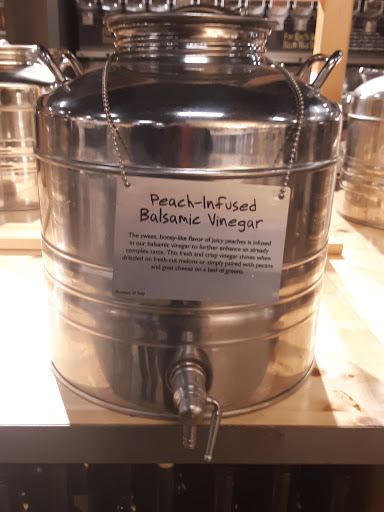 Peach-Infused
Balsamic Vinegar
The sweet, honey-like flavor of juicy peaches is infused
in our balsamic vinegar to further enhance an already
complex taste. This fresh and crisp vinegar shines when
drizzled on fresh-cut melons or simply paired with pecans
and goat cheese on a bed of greens.